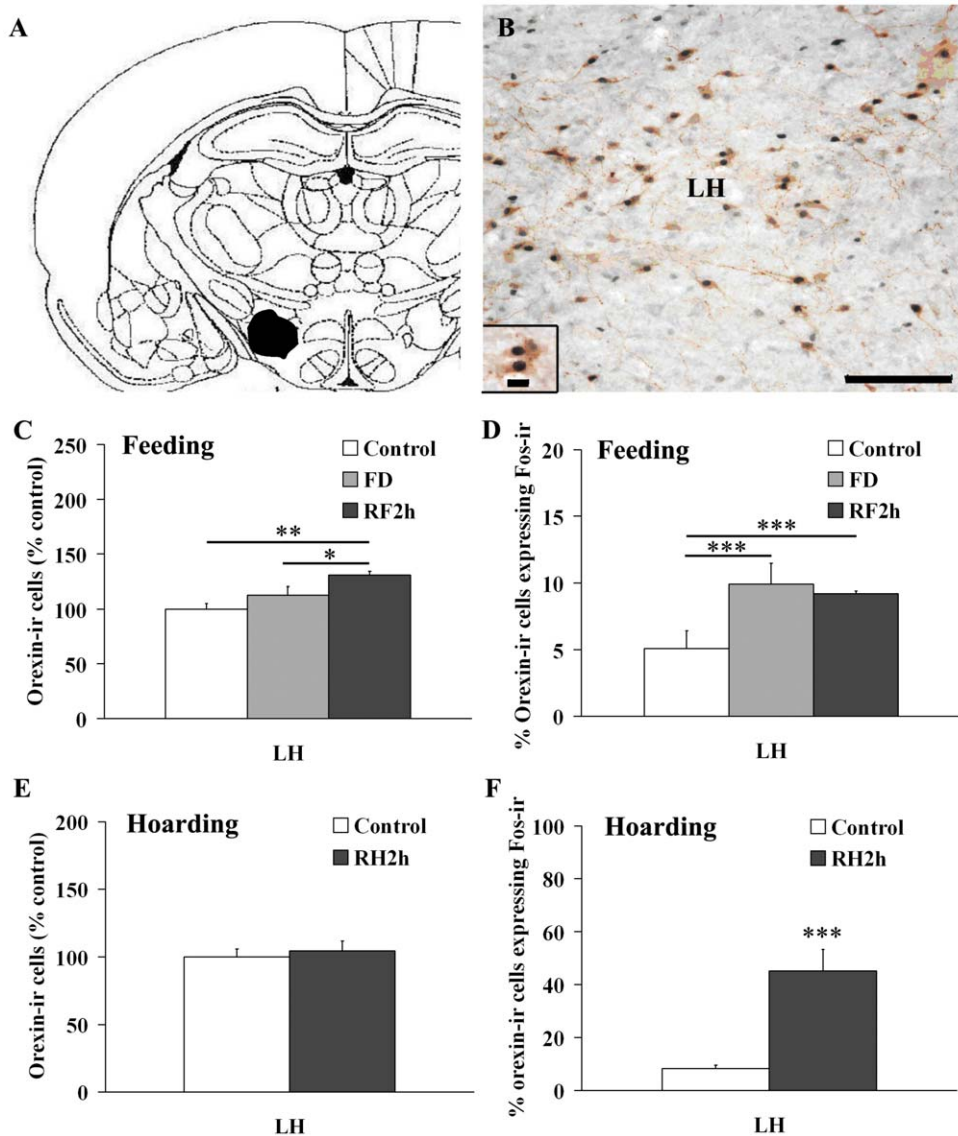 A
B
LH
C
Feeding
Control
FD
RF2h
Orexin-ir cells (% control)
250
200
150
100
50
0
**
*
LH
D
Feeding
Control
FD
RF2h
% Orexin-ir cells expressing Fos-ir
20
15
10
5
0
***
***
LH
E
Hoarding
Control
RH2h
Orexin-ir cells (% control)
200
150
100
50
0
LH
F
Hoarding
Control
RH2h
% orexin-ir cells expressing Fos-ir
100
80
60
40
20
0
***
LH